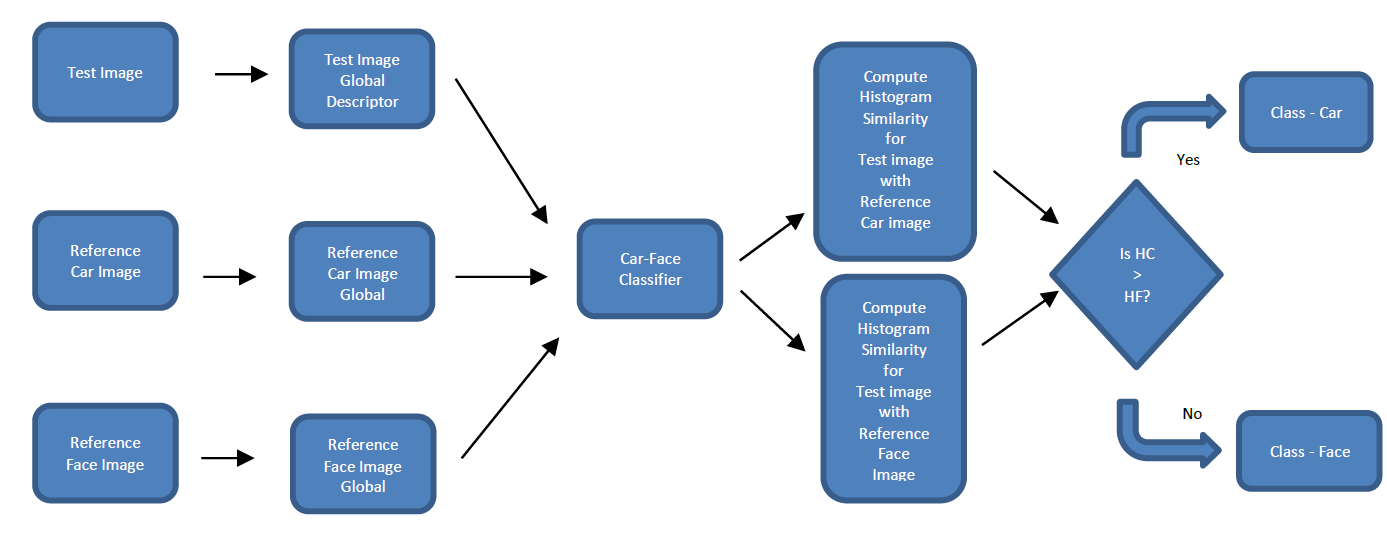 Test Image
Test Image
Global
Descriptor
Reference
Car Image
Reference
Car Image
Global
Reference
Face Image
Reference
Face Image
Global
Car-Face
Classifier
Compute
Histogram
Similarity
for
Test image
with
Reference
Car image
Compute
Histogram
Similarity
for
Test image
with
Reference
Face
Image
Is HC
>
HF?
Yes
Class - Car
No
Class - Face